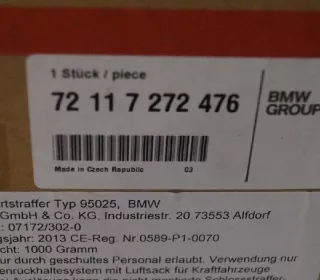 1 Stück / piece
72 11 7 272 476
BMW
GROUP
Made in Czech Republic 03
rtstraffer Typ 95025, BMW
GmbH & Co. KG, Industriestr. 20 73553 Alfdorf
: 07172/302-0
gsjahr: 2013 CE-Reg. Nr.0589-P1-0070
cht: 1000 Gramm
ur durch geschultes Personal erlaubt. Verwendung nur
enrückhaltesystem mit Luftsack für Kraftfahrzeuge